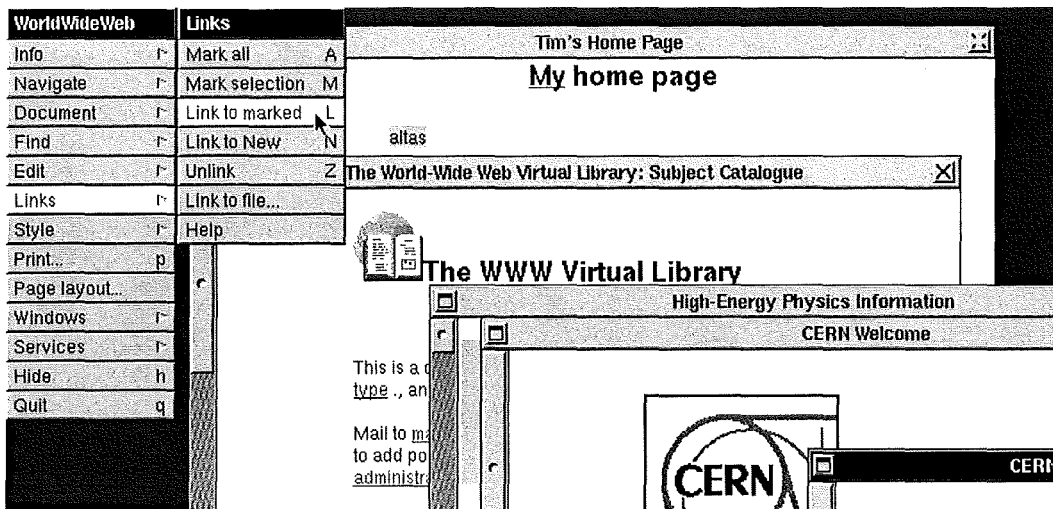 WorldWideWeb
Info
Navigate
Document
Find
Edit
Links
Style
Print... p
Page layout...
Windows
Services
Hide h
Quit q
Links
Mark all A
Mark selection M
Link to marked L
Link to New N
Unlink Z
Link to file...
Help
Tim's Home Page
My home page
altas
The World-Wide Web Virtual Library: Subject Catalogue
The WWW Virtual Library
This is a
type ., an
Mail to
to add po
administr
High-Energy Physics Information
CERN Welcome
CERN
CERN